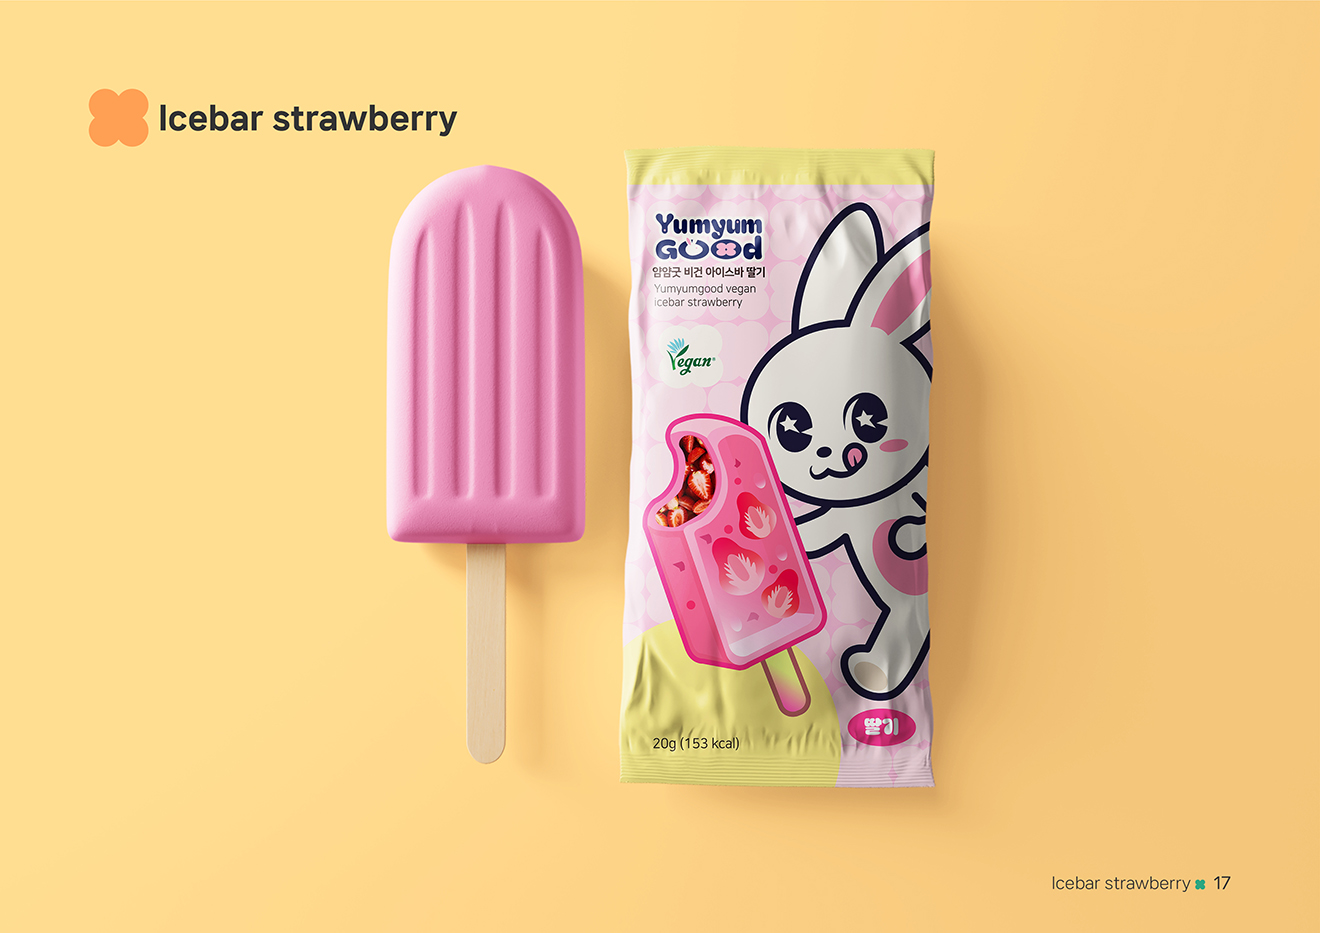 Icebar strawberry
Yumyum
GOOd
얌얌굿 비건 아이스바 딸기
Yumyumgood vegan
icebar strawberry
Vegan®
딸기
20g (153 kcal)
Icebar strawberry 17